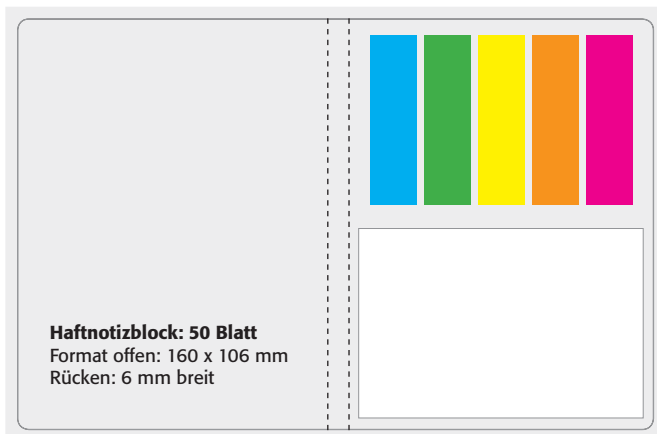 Haftnotizblock: 50 Blatt
Format offen: 160 x 106 mm
Rücken: 6 mm breit